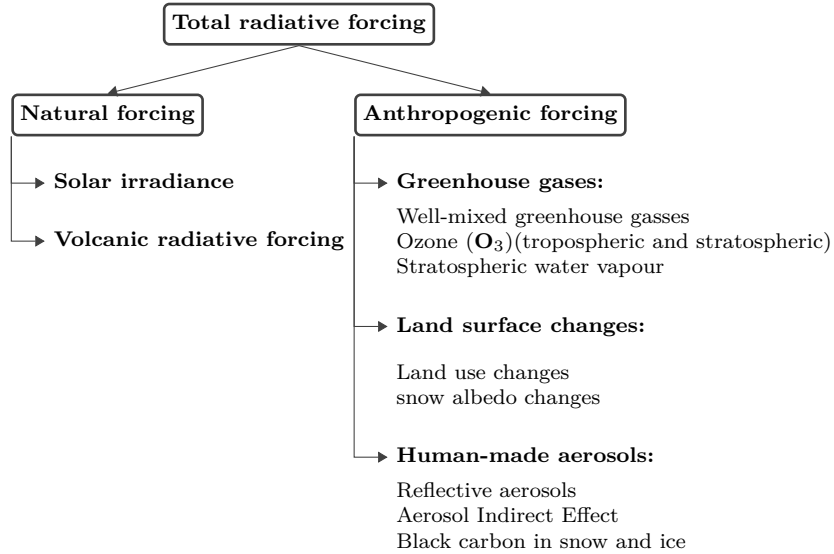 Total radiative forcing
Natural forcing
Solar irradiance
Volcanic radiative forcing
Anthropogenic forcing
Greenhouse gases:
Well-mixed greenhouse gasses
Ozone (O₃)(tropospheric and stratospheric)
Stratospheric water vapour
Land surface changes:
Land use changes
snow albedo changes
Human-made aerosols:
Reflective aerosols
Aerosol Indirect Effect
Black carbon in snow and ice